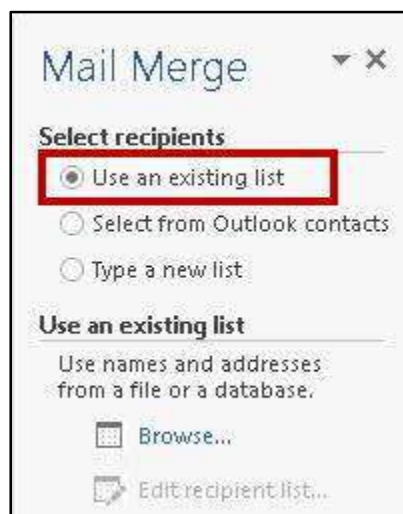 Mail Merge
Select recipients
Use an existing list
Select from Outlook contacts
Type a new list
Use an existing list
Use names and addresses
from a file or a database.
Browse...
Edit recipient list...